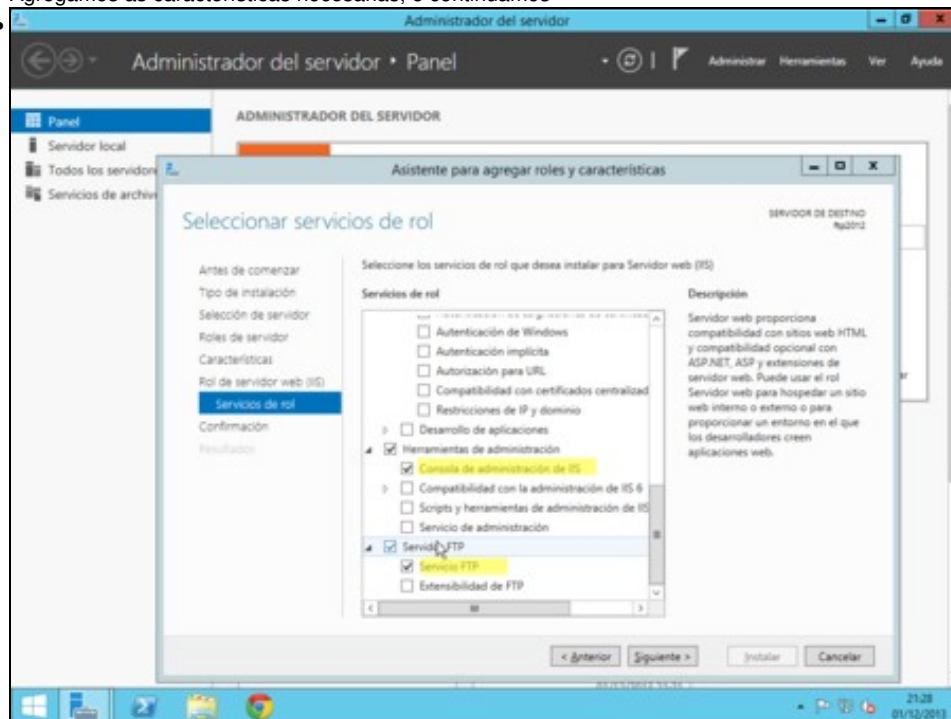 Agregamos as características necesarias, e continuamos
Administrador del servidor
Administrador del servidor • Panel
Administrar Herramientas Ver Ayuda
Panel
Servidor local
Todos los servidore
Servicios de archivo
ADMINISTRADOR DEL SERVIDOR
Asistente para agregar roles y características
Seleccionar servicios de rol
SERVIDOR DE DESTINO
ftp2012
Antes de comenzar
Tipo de instalación
Selección de servidor
Roles de servidor
Características
Rol de servidor web (IIS)
Servicios de rol
Confirmación
Resultados
Seleccione los servicios de rol que desea instalar para Servidor web (IIS)
Servicios de rol
Autenticación de Windows
Autenticación implícita
Autorización para URL
Compatibilidad con certificados centralizad
Restricciones de IP y dominio
Desarrollo de aplicaciones
Herramientas de administración
Consola de administración de IIS
Compatibilidad con la administración de IIS 6
Scripts y herramientas de administración de IIS
Servicio de administración
Servidor FTP
Servicio FTP
Extensibilidad de FTP
Descripción
Servidor web proporciona
compatibilidad con sitios web HTML
y compatibilidad opcional con
ASP.NET, ASP y extensiones de
servidor web. Puede usar el rol
Servidor web para hospedar un sitio
web interno o externo o para
proporcionar un entorno en el que
los desarrolladores creen
aplicaciones web.
< Anterior
Siguiente >
Instalar
Cancelar
21:28
01/12/2013